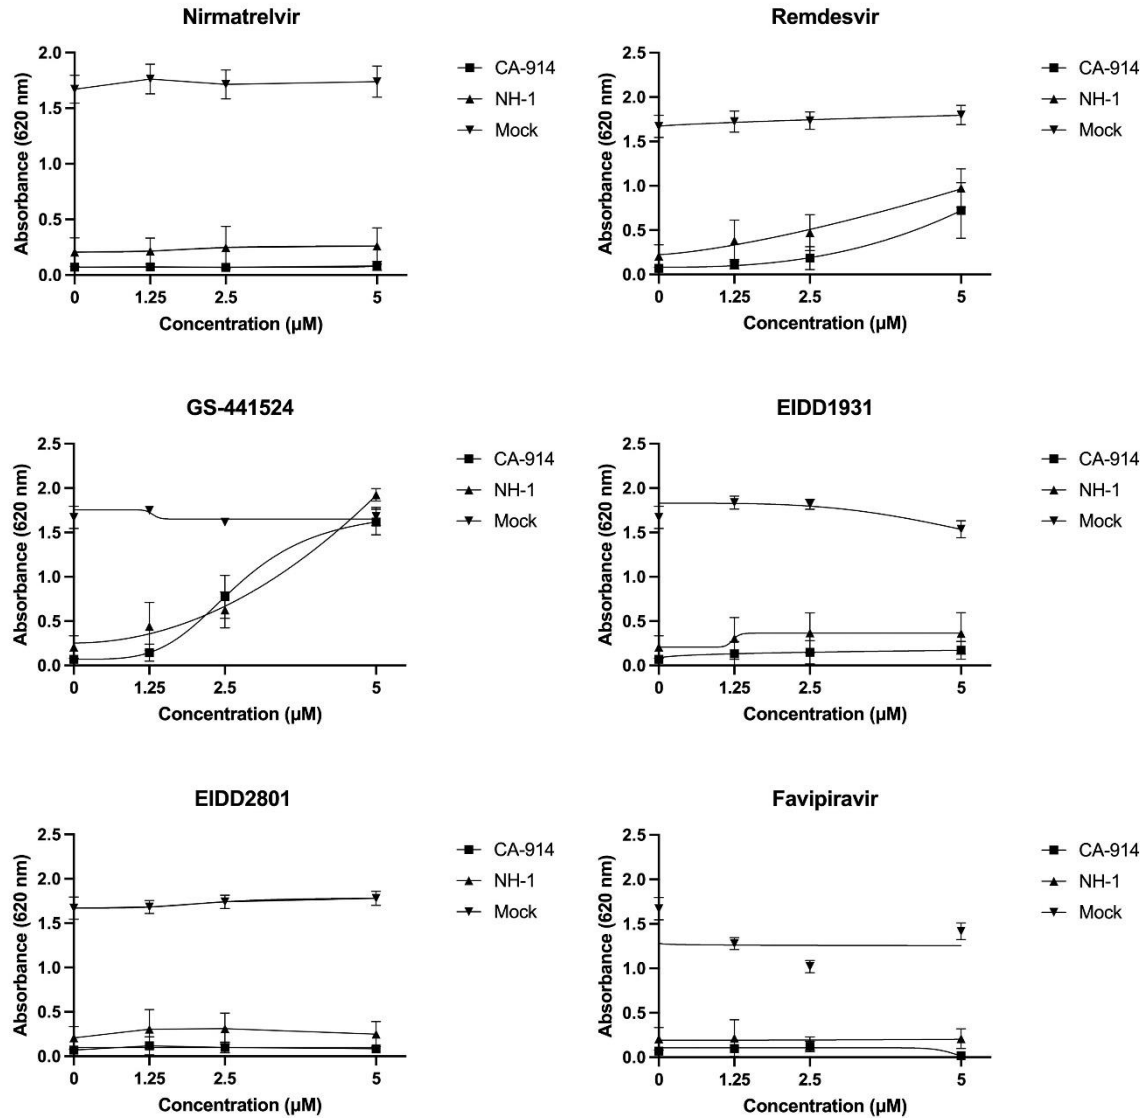 Nirmatrelvir
2.0
1.5
1.0
0.5
0.0
Absorbance (620 nm)
0 1.25 2.5 5
Concentration (µM)
CA-914
NH-1
Mock
Remdesvir
2.5
2.0
1.5
1.0
0.5
0.0
Absorbance (620 nm)
0 1.25 2.5 5
Concentration (µM)
CA-914
NH-1
Mock
GS-441524
2.5
2.0
1.5
1.0
0.5
0.0
Absorbance (620 nm)
0 1.25 2.5 5
Concentration (µM)
CA-914
NH-1
Mock
EIDD1931
2.5
2.0
1.5
1.0
0.5
0.0
Absorbance (620 nm)
0 1.25 2.5 5
Concentration (µM)
CA-914
NH-1
Mock
EIDD2801
2.5
2.0
1.5
1.0
0.5
0.0
Absorbance (620 nm)
0 1.25 2.5 5
Concentration (µM)
CA-914
NH-1
Mock
Favipiravir
2.5
2.0
1.5
1.0
0.5
0.0
Absorbance (620 nm)
0 1.25 2.5 5
Concentration (µM)
CA-914
NH-1
Mock